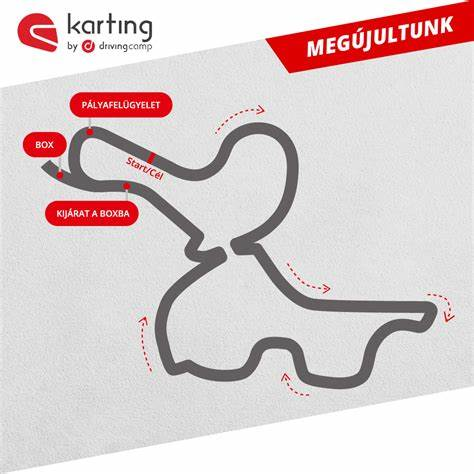 karting
by drivingcamp
MEGÚJULTUNK
PÁLYAFELÜGYELET
BOX
Start/Cél
KIJÁRAT A BOXBA